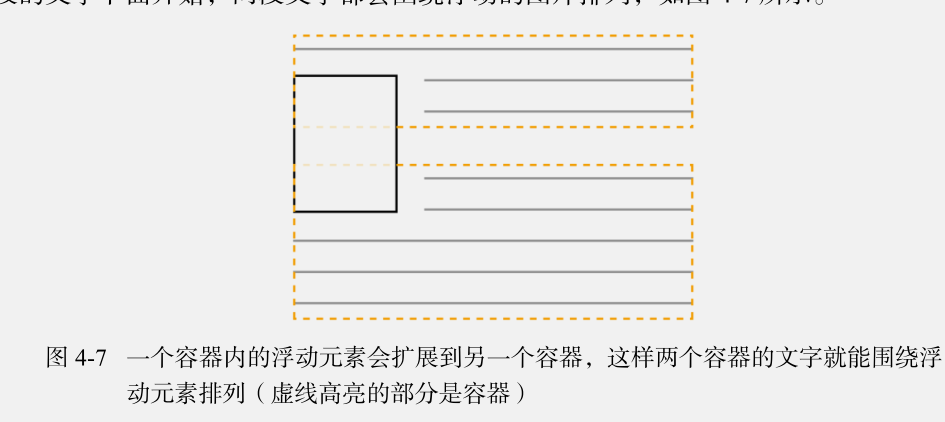 图 4-7 一个容器内的浮动元素会扩展到另一个容器，这样两个容器的文字就能围绕浮
动元素排列（虚线高亮的部分是容器）